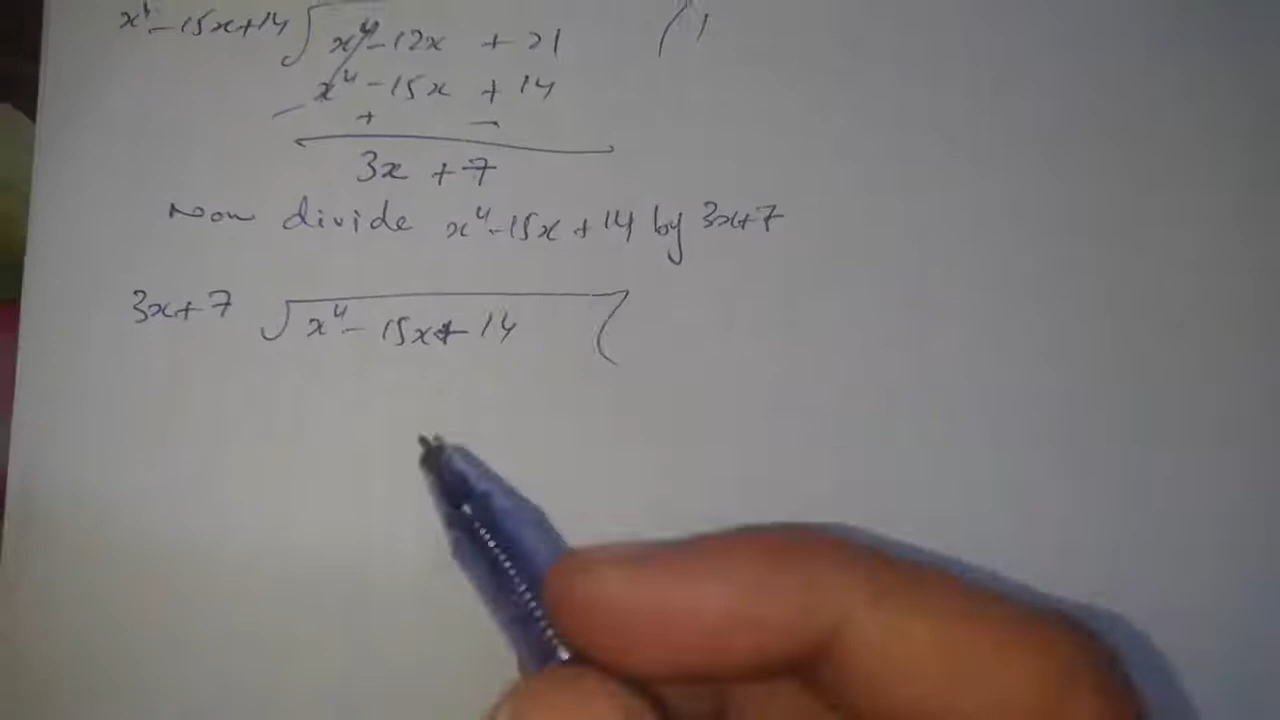 x⁴ - 15x + 14 √ x⁴ - 12x + 21 ( 1
x⁴ - 15x + 14
- + -
3x + 7
Now divide x⁴ - 15x + 14 by 3x+7
3x + 7 √ x⁴ - 15x + 14 (